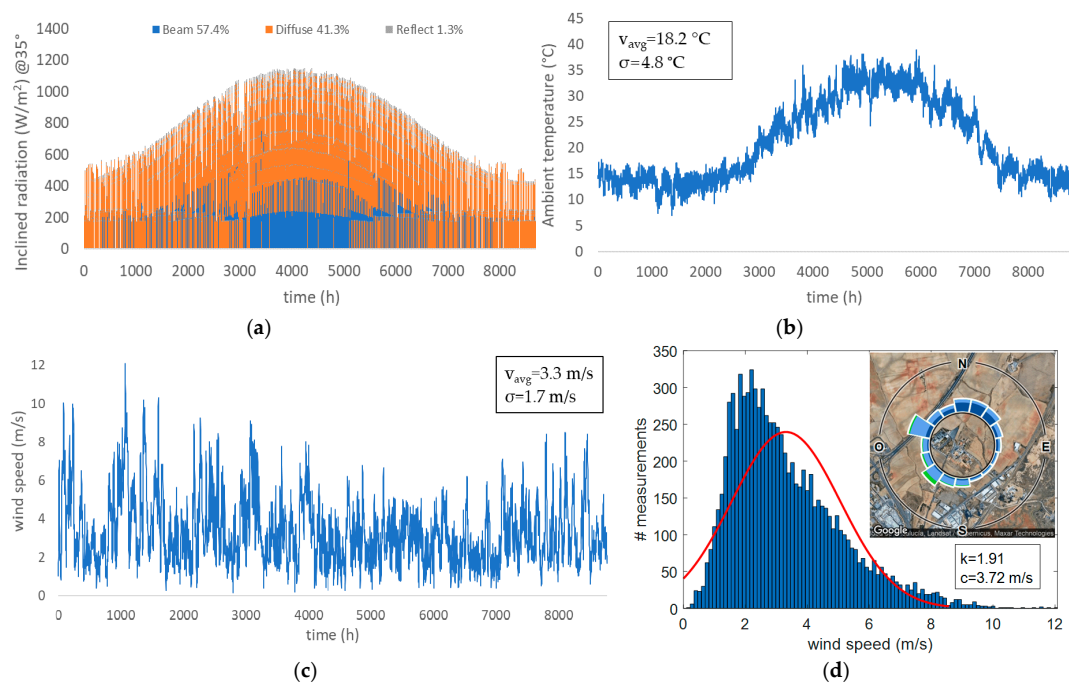 Beam 57.4% Diffuse 41.3% Reflect 1.3%
Inclined radiation (W/m²) @35°
1400
1200
1000
800
600
400
200
0
0 1000 2000 3000 4000 5000 6000 7000 8000
time (h)
(a)
v_avg=18.2 °C
σ=4.8 °C
Ambient temperature (°C)
45
40
35
30
25
20
15
10
5
0
0 1000 2000 3000 4000 5000 6000 7000 8000
time (h)
(b)
v_avg=3.3 m/s
σ=1.7 m/s
wind speed (m/s)
12
10
8
6
4
2
0
0 1000 2000 3000 4000 5000 6000 7000 8000
time (h)
(c)
# measurements
350
300
250
200
150
100
50
0
N
O
E
S
Google
Landsat / Copernicus, Maxar Technologies
k=1.91
c=3.72 m/s
0 2 4 6 8 10 12
wind speed (m/s)
(d)